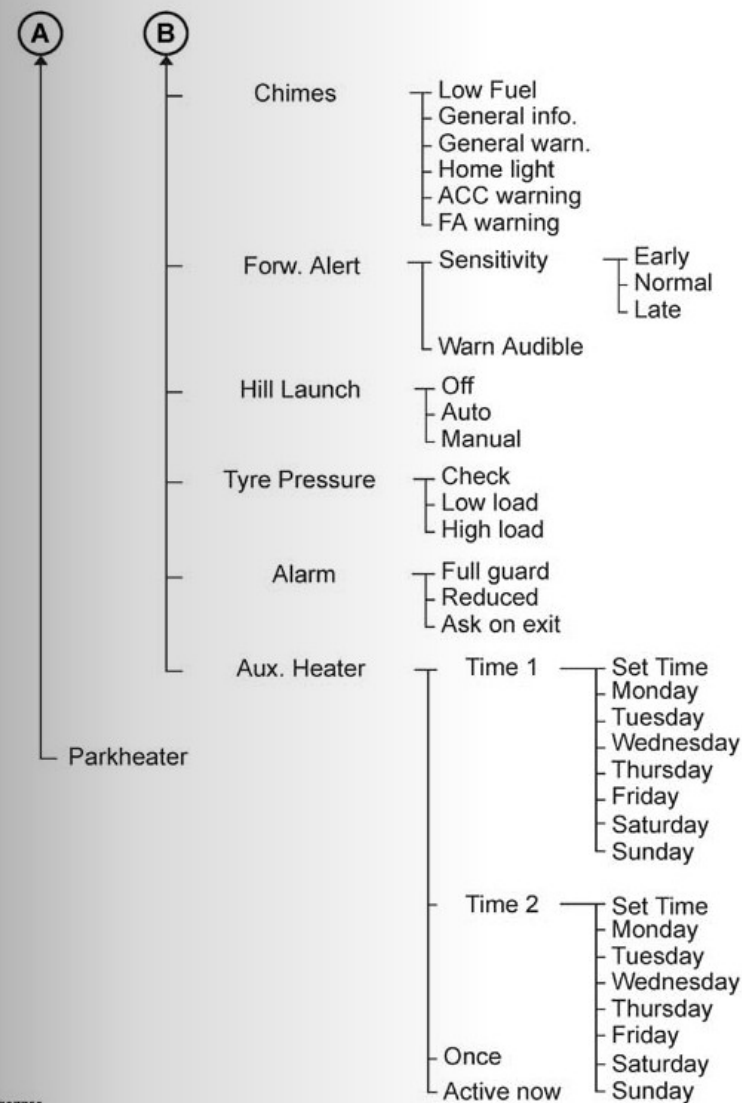 A B
Chimes
Low Fuel
General info.
General warn.
Home light
ACC warning
FA warning
Forw. Alert
Sensitivity
Early
Normal
Late
Warn Audible
Hill Launch
Off
Auto
Manual
Tyre Pressure
Check
Low load
High load
Alarm
Full guard
Reduced
Ask on exit
Aux. Heater
Time 1
Set Time
Monday
Tuesday
Wednesday
Thursday
Friday
Saturday
Sunday
Parkheater
Time 2
Set Time
Monday
Tuesday
Wednesday
Thursday
Friday
Saturday
Sunday
Once
Active now